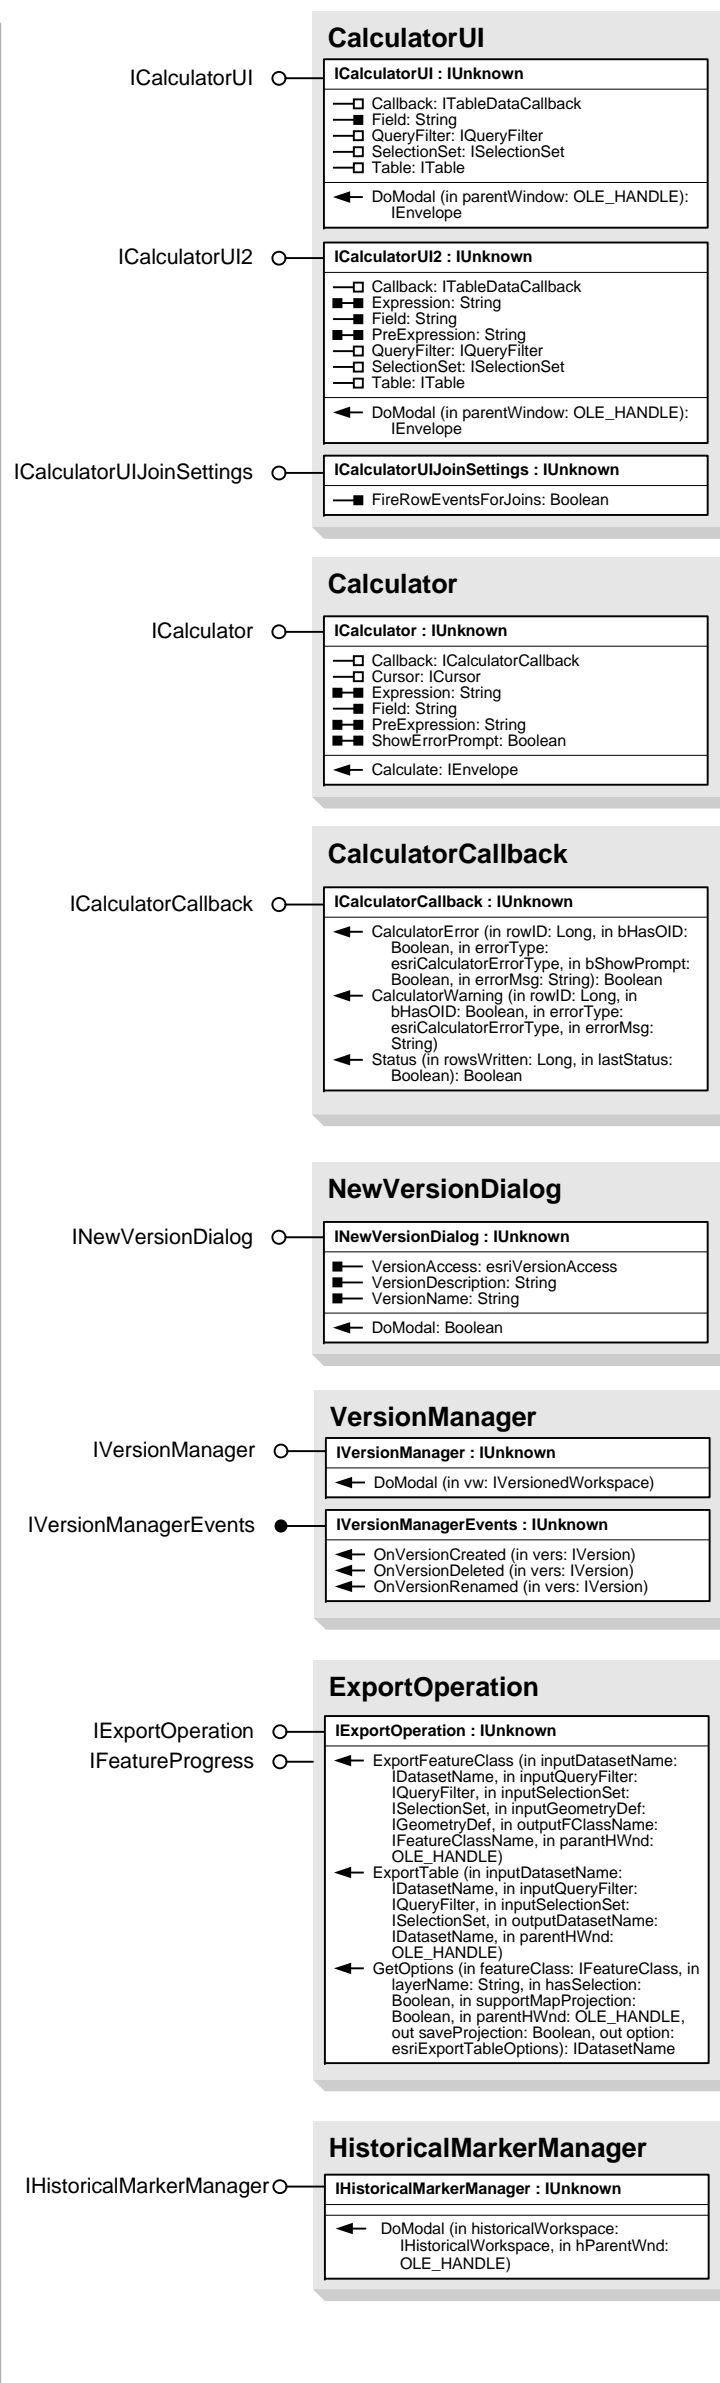 CalculatorUI
ICalculatorUI
ICalculatorUI : IUnknown
Callback: ITableDataCallback
Field: String
QueryFilter: IQueryFilter
SelectionSet: ISelectionSet
Table: ITable
DoModal (in parentWindow: OLE_HANDLE):
IEnvelope
ICalculatorUI2
ICalculatorUI2 : IUnknown
Callback: ITableDataCallback
Expression: String
Field: String
PreExpression: String
QueryFilter: IQueryFilter
SelectionSet: ISelectionSet
Table: ITable
DoModal (in parentWindow: OLE_HANDLE):
IEnvelope
ICalculatorUIJoinSettings
ICalculatorUIJoinSettings : IUnknown
FireRowEventsForJoins: Boolean
Calculator
ICalculator
ICalculator : IUnknown
Callback: ICalculatorCallback
Cursor: ICursor
Expression: String
Field: String
PreExpression: String
ShowErrorPrompt: Boolean
Calculate: IEnvelope
CalculatorCallback
ICalculatorCallback
ICalculatorCallback : IUnknown
CalculatorError (in rowID: Long, in bHasOID:
Boolean, in errorType:
esriCalculatorErrorType, in bShowPrompt:
Boolean, in errorMsg: String): Boolean
CalculatorWarning (in rowID: Long, in
bHasOID: Boolean, in errorType:
esriCalculatorErrorType, in errorMsg:
String)
Status (in rowsWritten: Long, in lastStatus:
Boolean): Boolean
NewVersionDialog
INewVersionDialog
INewVersionDialog : IUnknown
VersionAccess: esriVersionAccess
VersionDescription: String
VersionName: String
DoModal: Boolean
VersionManager
IVersionManager
IVersionManager : IUnknown
DoModal (in vw: IVersionedWorkspace)
IVersionManagerEvents
IVersionManagerEvents : IUnknown
OnVersionCreated (in vers: IVersion)
OnVersionDeleted (in vers: IVersion)
OnVersionRenamed (in vers: IVersion)
ExportOperation
IExportOperation
IExportOperation : IUnknown
IFeatureProgress
ExportFeatureClass (in inputDatasetName:
IDatasetName, in inputQueryFilter:
IQueryFilter, in inputSelectionSet:
ISelectionSet, in inputGeometryDef:
IGeometryDef, in outputFClassName:
IFeatureClassName, in parantHWnd:
OLE_HANDLE)
ExportTable (in inputDatasetName:
IDatasetName, in inputQueryFilter:
IQueryFilter, in inputSelectionSet:
ISelectionSet, in outputDatasetName:
IDatasetName, in parentHWnd:
OLE_HANDLE)
GetOptions (in featureClass: IFeatureClass, in
layerName: String, in hasSelection:
Boolean, in supportMapProjection:
Boolean, in parentHWnd: OLE_HANDLE,
out saveProjection: Boolean, out option:
esriExportTableOptions): IDatasetName
HistoricalMarkerManager
IHistoricalMarkerManager
IHistoricalMarkerManager : IUnknown
DoModal (in historicalWorkspace:
IHistoricalWorkspace, in hParentWnd:
OLE_HANDLE)